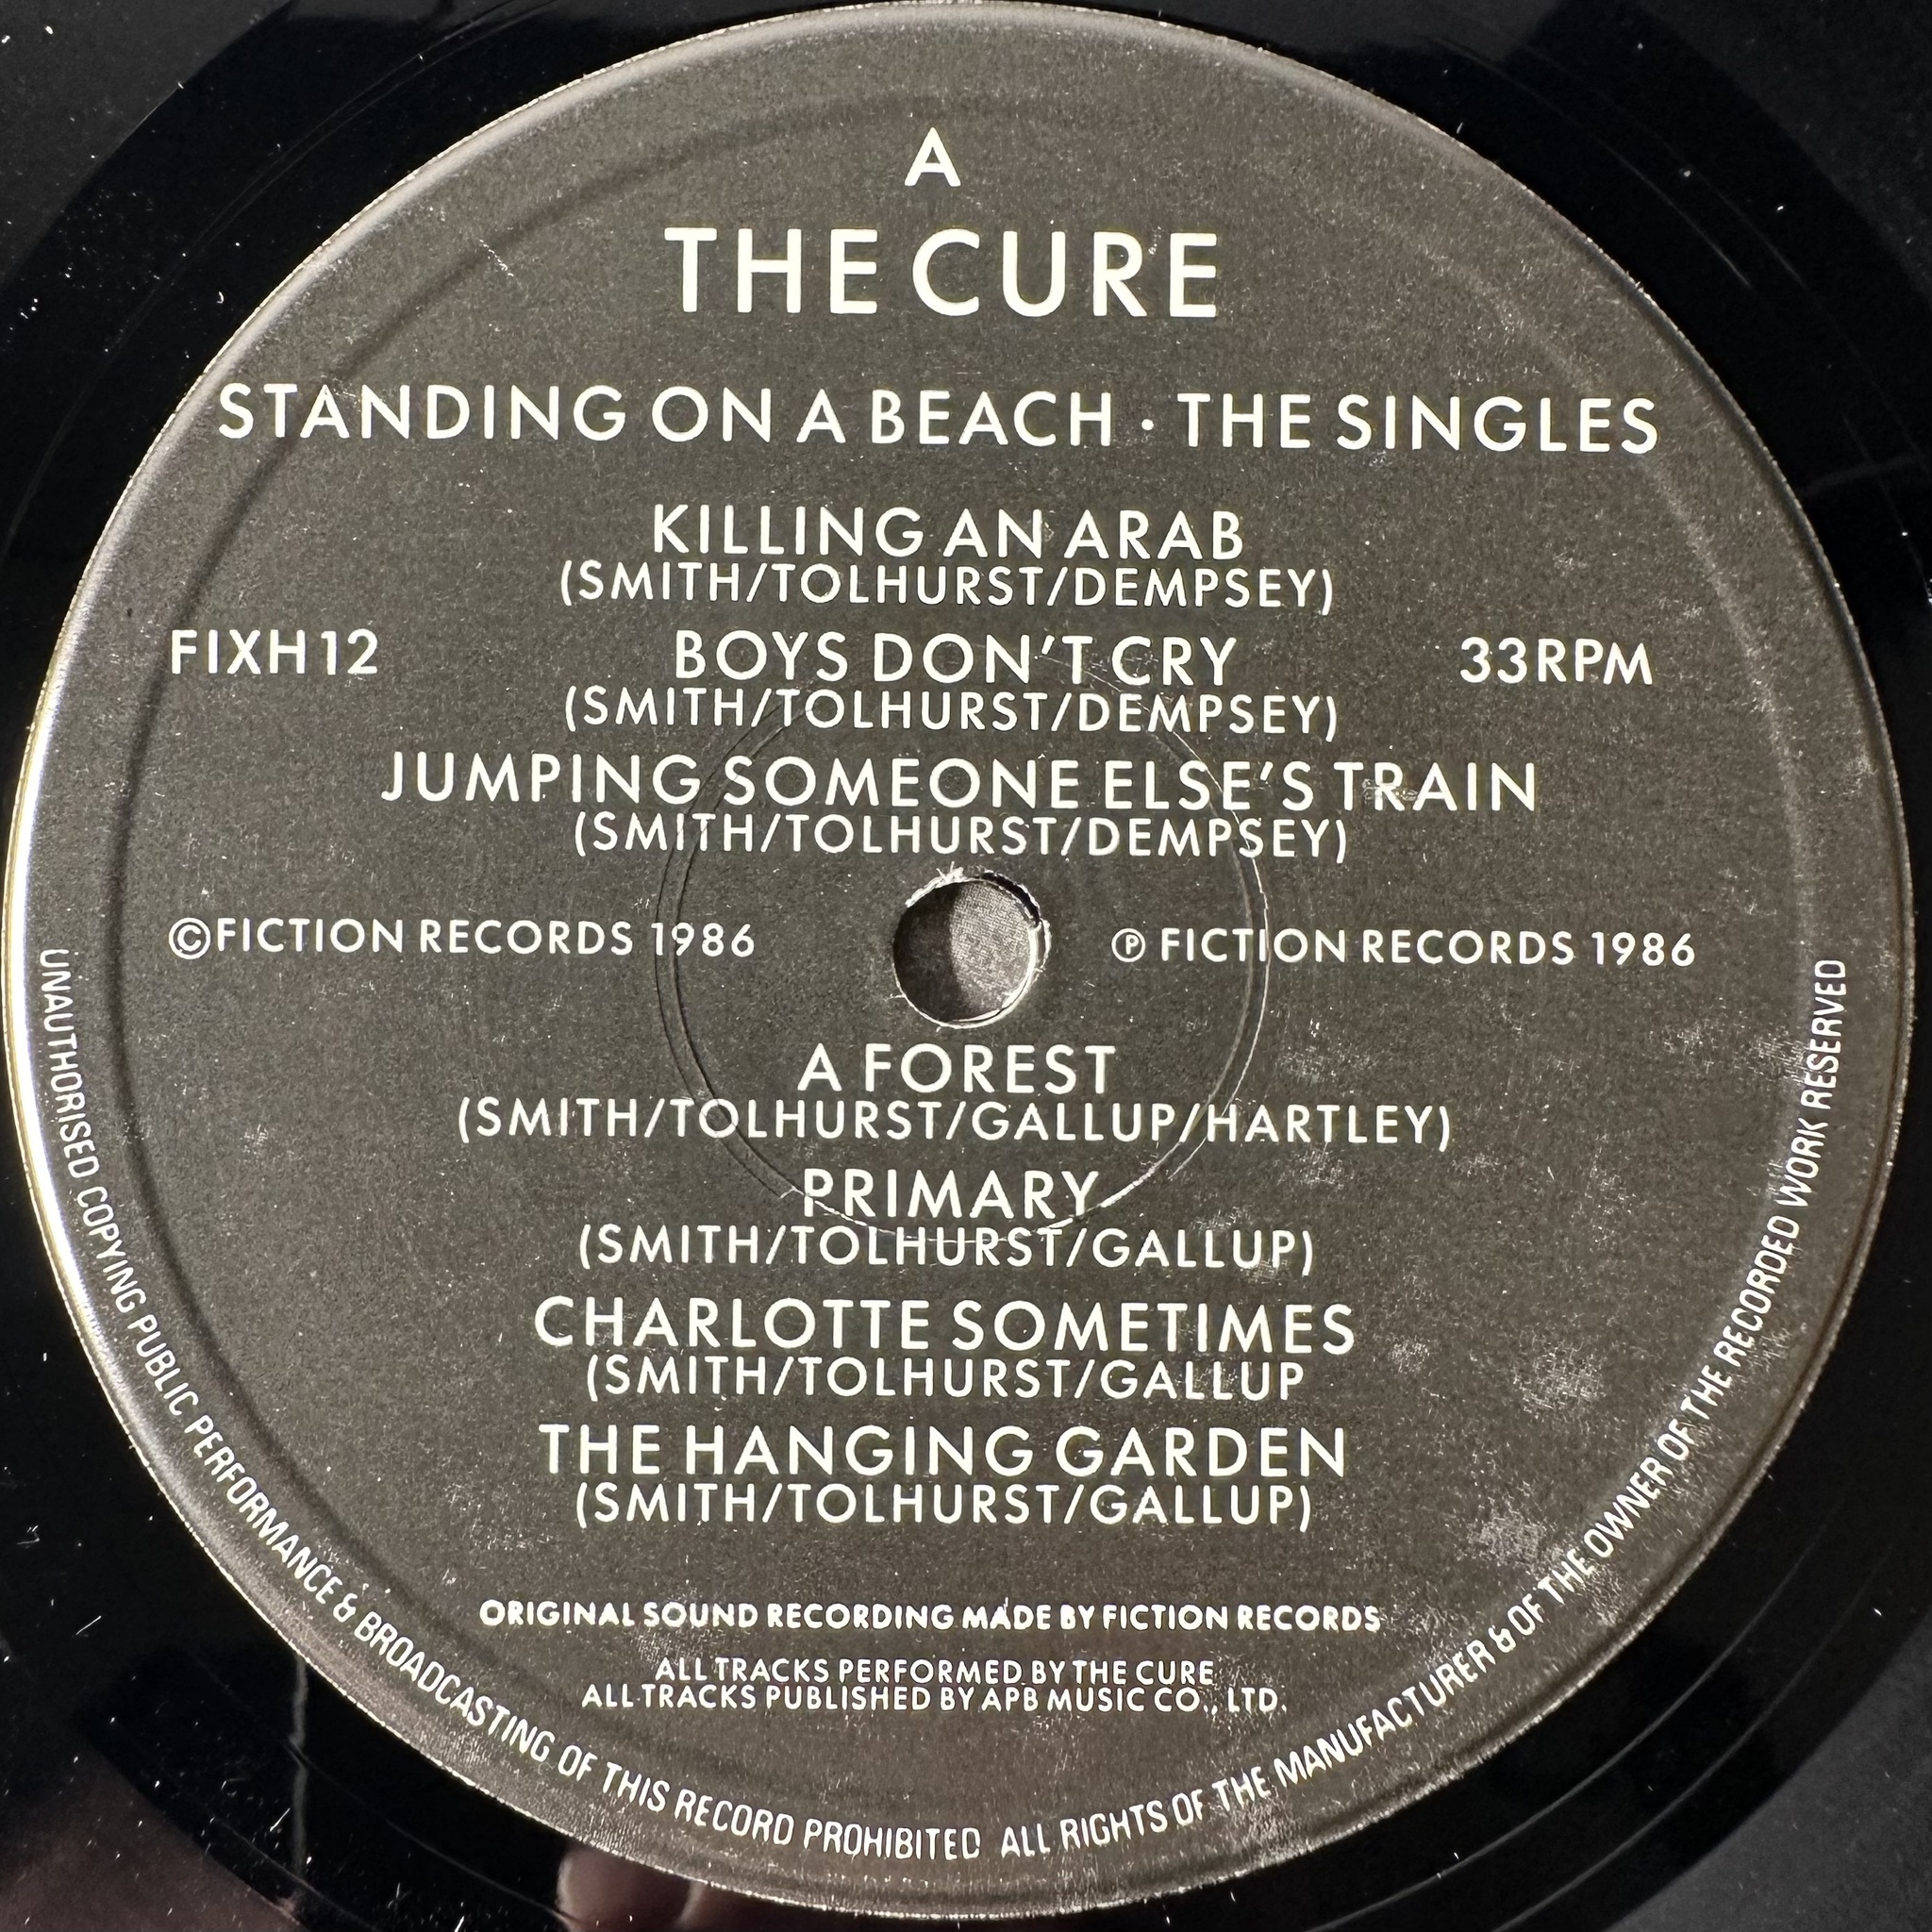 A
THE CURE
STANDING ON A BEACH · THE SINGLES
KILLING AN ARAB
(SMITH/TOLHURST/DEMPSEY)
FIXH 12
BOYS DON'T CRY
33RPM
(SMITH/TOLHURST/DEMPSEY)
JUMPING SOMEONE ELSE'S TRAIN
(SMITH/TOLHURST/DEMPSEY)
©FICTION RECORDS 1986
℗ FICTION RECORDS 1986
A FOREST
(SMITH/TOLHURST/GALLUP/HARTLEY)
PRIMARY
(SMITH/TOLHURST/GALLUP)
CHARLOTTE SOMETIMES
(SMITH/TOLHURST/GALLUP
THE HANGING GARDEN
(SMITH/TOLHURST/GALLUP)
ORIGINAL SOUND RECORDING MADE BY FICTION RECORDS
ALL TRACKS PERFORMED BY THE CURE
ALL TRACKS PUBLISHED BY APB MUSIC CO., LTD.
UNAUTHORISED COPYING PUBLIC PERFORMANCE & BROADCASTING OF THIS RECORD PROHIBITED ALL RIGHTS OF THE MANUFACTURER & OF THE OWNER OF THE RECORDED WORK RESERVED